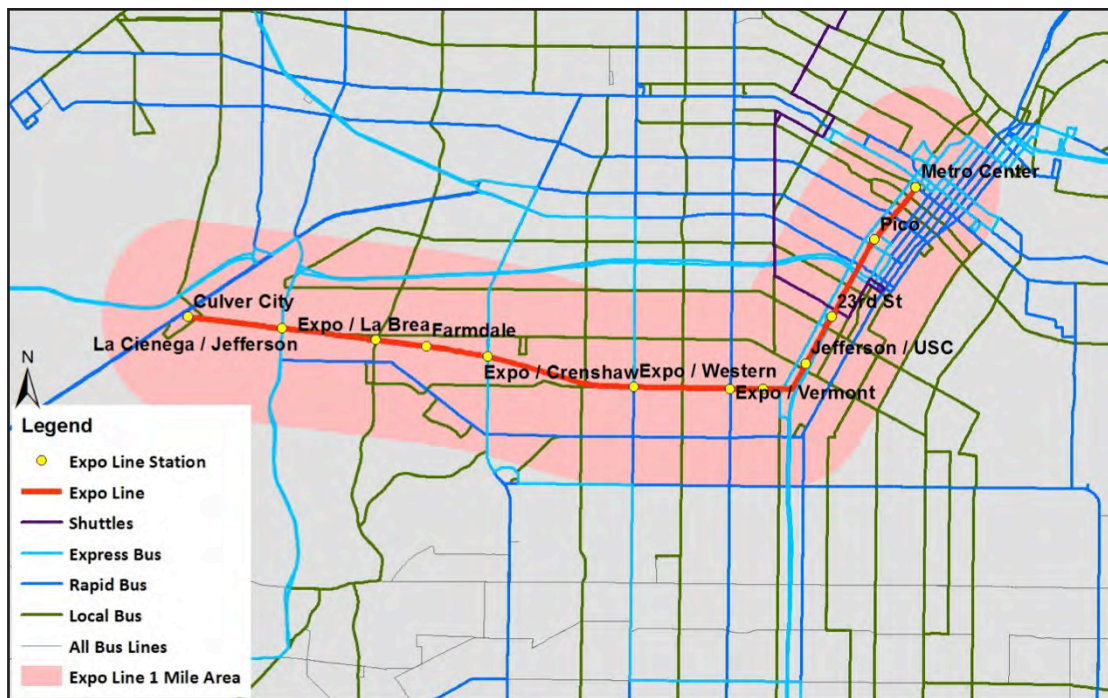 Metro Center
Pico
23rd St
Culver City
Expo / La Brea
Farmdale
La Cienega / Jefferson
Jefferson / USC
Expo / Crenshaw
Expo / Western
Expo / Vermont
N
Legend
Expo Line Station
Expo Line
Shuttles
Express Bus
Rapid Bus
Local Bus
All Bus Lines
Expo Line 1 Mile Area